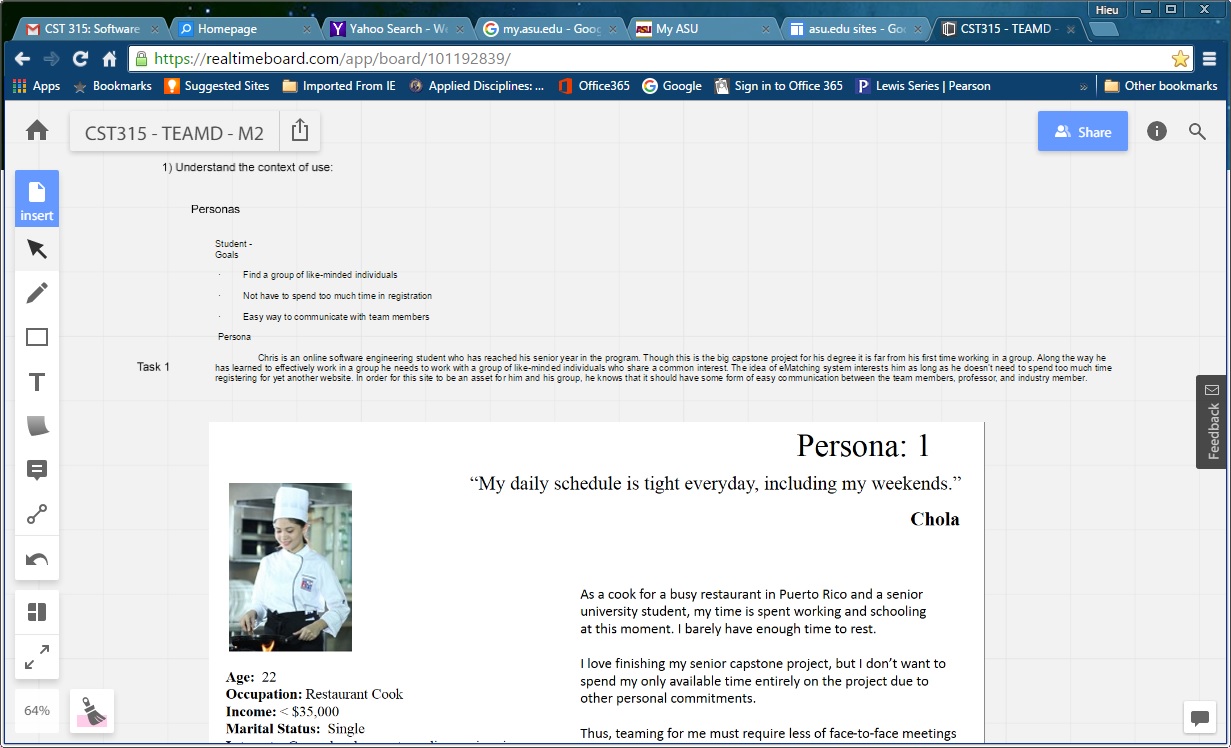 Hieu
CST 315: Software
Homepage
Yahoo Search - W
my.asu.edu - Goog
My ASU
asu.edu sites - Go
CST315 - TEAMD -
https://realtimeboard.com/app/board/101192839/
Apps
Bookmarks
Suggested Sites
Imported From IE
Applied Disciplines: ...
Office365
Google
Sign in to Office 365
Lewis Series | Pearson
»
Other bookmarks
CST315 - TEAMD - M2
Share
1) Understand the context of use:
insert
Personas
Student -
Goals
· Find a group of like-minded individuals
· Not have to spend too much time in registration
· Easy way to communicate with team members
Persona
Task 1
Chris is an online software engineering student who has reached his senior year in the program. Though this is the big capstone project for his degree it is far from his first time working in a group. Along the way he
has learned to effectively work in a group he needs to work with a group of like-minded individuals who share a common interest. The idea of eMatching system interests him as long as he doesn't need to spend too much time
registering for yet another website. In order for this site to be an asset for him and his group, he knows that it should have some form of easy communication between the team members, professor, and industry member.
Feedback
Persona: 1
“My daily schedule is tight everyday, including my weekends.”
Chola
As a cook for a busy restaurant in Puerto Rico and a senior
university student, my time is spent working and schooling
at this moment. I barely have enough time to rest.
I love finishing my senior capstone project, but I don’t want to
spend my only available time entirely on the project due to
other personal commitments.
Thus, teaming for me must require less of face-to-face meetings
Age: 22
Occupation: Restaurant Cook
Income: < $35,000
Marital Status: Single
64%